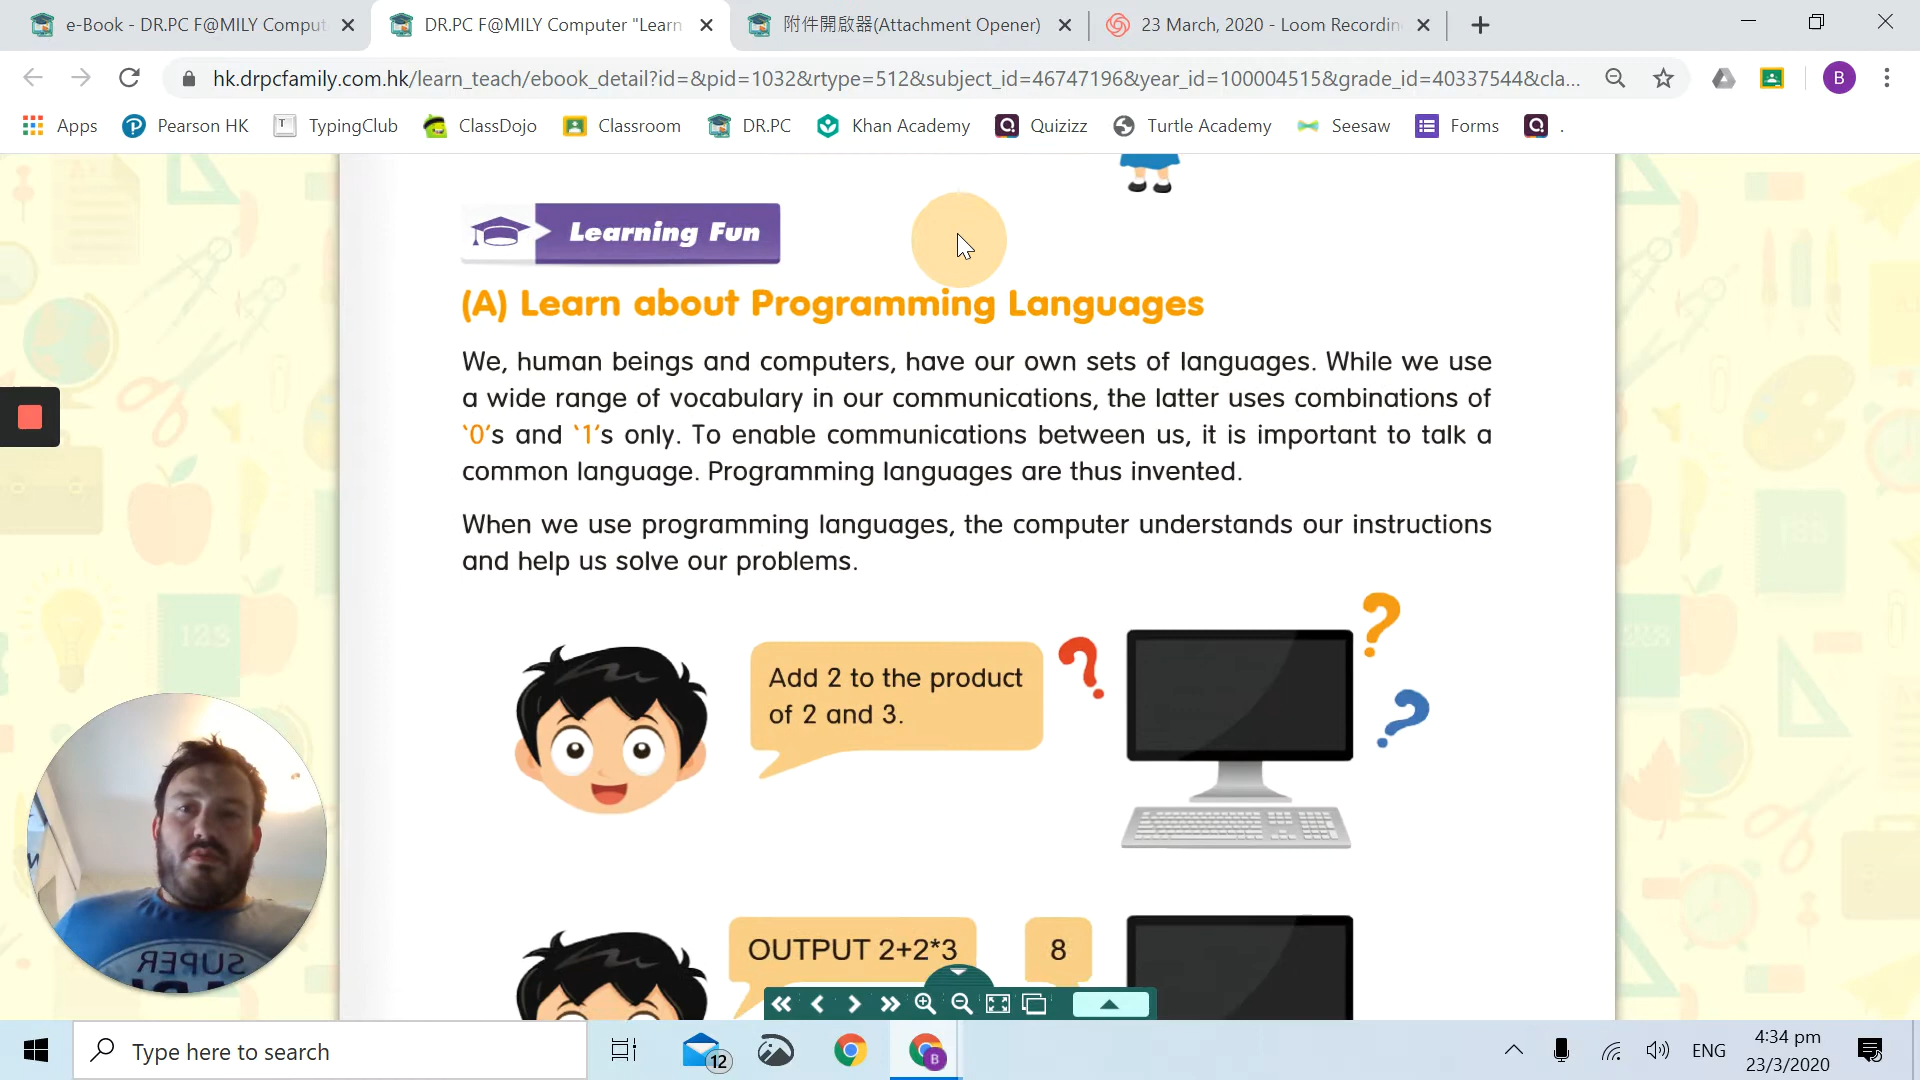 e-Book - DR.PC F@MILY Comput
DR.PC F@MILY Computer "Learn
附件開啟器(Attachment Opener)
23 March, 2020 - Loom Recordin
hk.drpcfamily.com.hk/learn_teach/ebook_detail?id=&pid=1032&rtype=512&subject_id=46747196&year_id=100004515&grade_id=40337544&cla...
B
Apps
Pearson HK
TypingClub
ClassDojo
Classroom
DR.PC
Khan Academy
Quizizz
Turtle Academy
Seesaw
Forms
.
Learning Fun
(A) Learn about Programming Languages
We, human beings and computers, have our own sets of languages. While we use
a wide range of vocabulary in our communications, the latter uses combinations of
‘0’s and ‘1’s only. To enable communications between us, it is important to talk a
common language. Programming languages are thus invented.
When we use programming languages, the computer understands our instructions
and help us solve our problems.
Add 2 to the product
of 2 and 3.
? ? ?
OUTPUT 2+2*3
8
SUPER
Type here to search
12
B
ENG
4:34 pm
23/3/2020